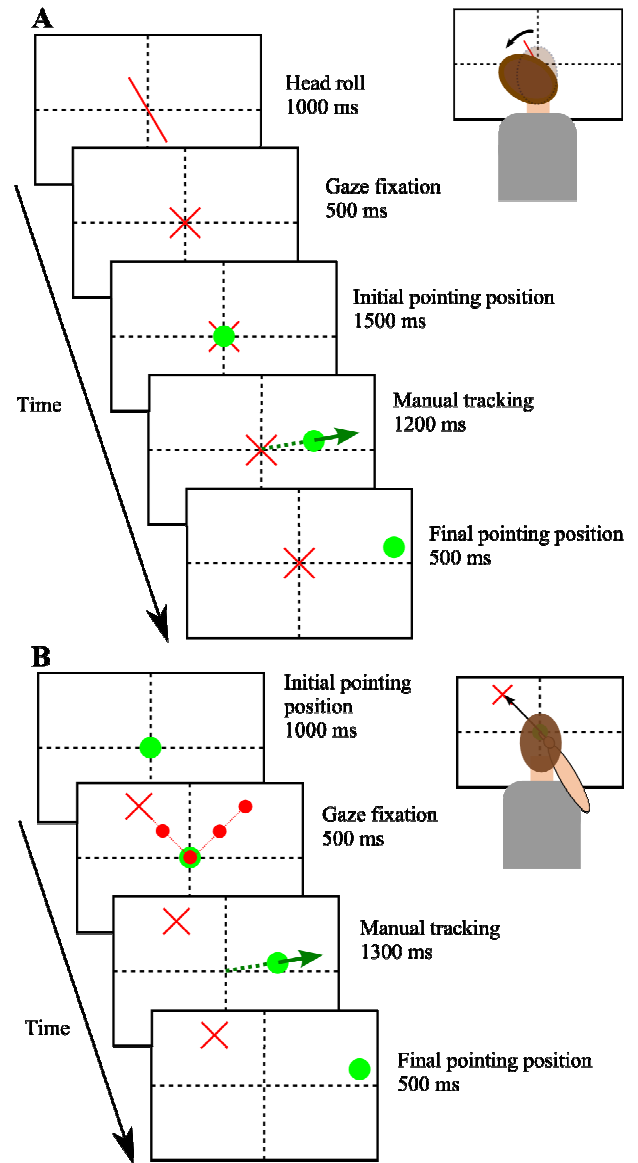 A
Head roll
1000 ms
Gaze fixation
500 ms
Initial pointing position
1500 ms
Manual tracking
1200 ms
Time
Final pointing position
500 ms
B
Initial pointing
position
1000 ms
Gaze fixation
500 ms
Manual tracking
1300 ms
Time
Final pointing position
500 ms